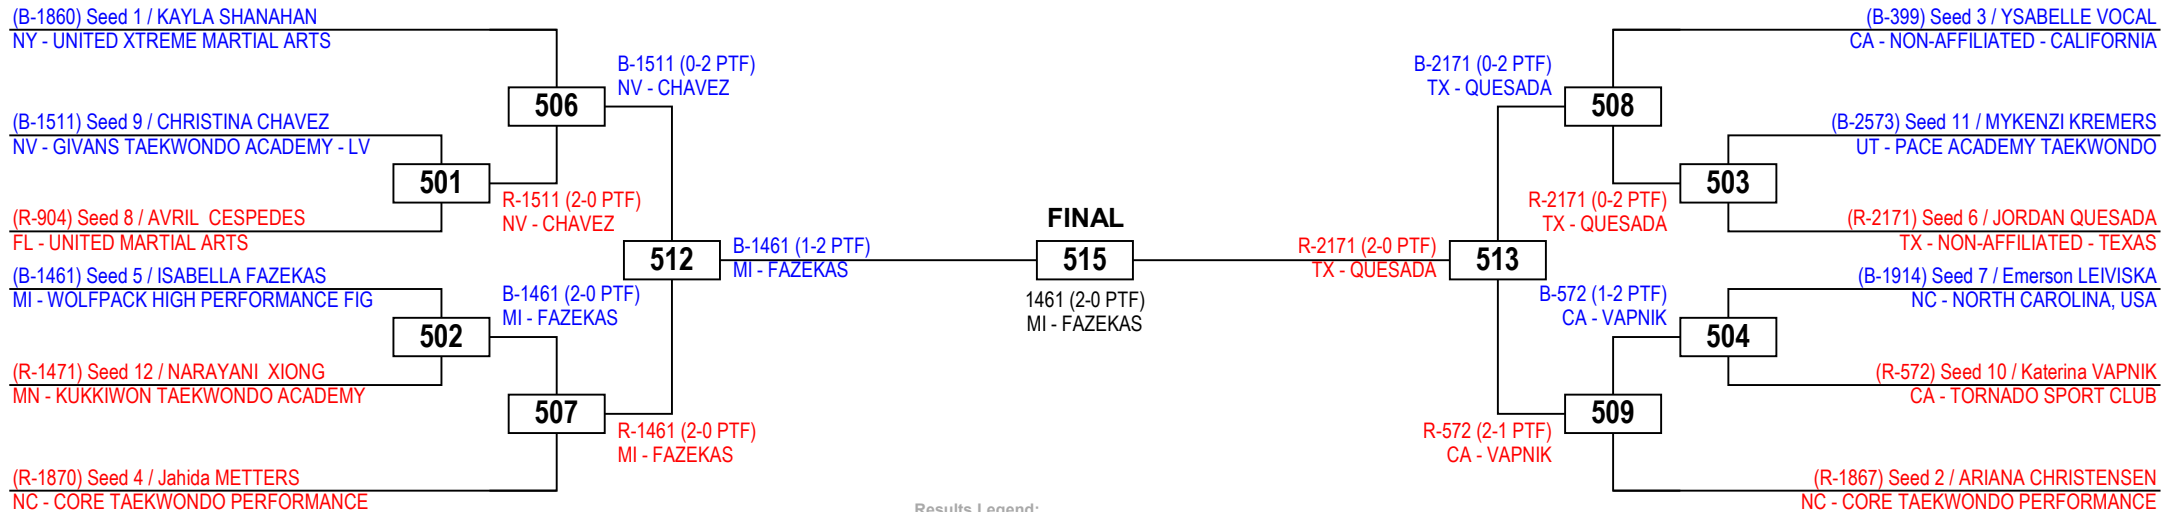 (B-1860) Seed 1 / KAYLA SHANAHAN
NY - UNITED XTREME MARTIAL ARTS
(B-1511) Seed 9 / CHRISTINA CHAVEZ
NV - GIVANS TAEKWONDO ACADEMY - LV
(R-904) Seed 8 / AVRIL  CESPEDES
FL - UNITED MARTIAL ARTS
(B-1461) Seed 5 / ISABELLA FAZEKAS
MI - WOLFPACK HIGH PERFORMANCE FIG
(R-1471) Seed 12 / NARAYANI  XIONG
MN - KUKKIWON TAEKWONDO ACADEMY
(R-1870) Seed 4 / Jahida METTERS
NC - CORE TAEKWONDO PERFORMANCE
501
502
506
R-1511 (2-0 PTF)
NV - CHAVEZ
B-1461 (2-0 PTF)
MI - FAZEKAS
507
B-1511 (0-2 PTF)
NV - CHAVEZ
512
R-1461 (2-0 PTF)
MI - FAZEKAS
B-1461 (1-2 PTF)
MI - FAZEKAS
FINAL
515
1461 (2-0 PTF)
MI - FAZEKAS
Results Legend:
R-2171 (2-0 PTF)
TX - QUESADA
B-2171 (0-2 PTF)
TX - QUESADA
513
R-572 (2-1 PTF)
CA - VAPNIK
508
R-2171 (0-2 PTF)
TX - QUESADA
B-572 (1-2 PTF)
CA - VAPNIK
509
503
504
(B-399) Seed 3 / YSABELLE VOCAL
CA - NON-AFFILIATED - CALIFORNIA
(B-2573) Seed 11 / MYKENZI KREMERS
UT - PACE ACADEMY TAEKWONDO
(R-2171) Seed 6 / JORDAN QUESADA
TX - NON-AFFILIATED - TEXAS
(B-1914) Seed 7 / Emerson LEIVISKA
NC - NORTH CAROLINA, USA
(R-572) Seed 10 / Katerina VAPNIK
CA - TORNADO SPORT CLUB
(R-1867) Seed 2 / ARIANA CHRISTENSEN
NC - CORE TAEKWONDO PERFORMANCE